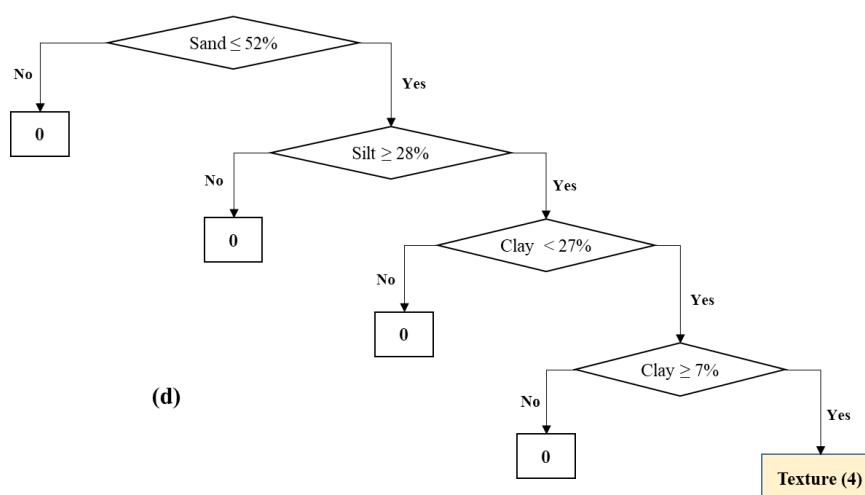 Sand ≤ 52%
No
Yes
0
Silt ≥ 28%
No
Yes
0
Clay < 27%
No
Yes
0
Clay ≥ 7%
(d)
No
Yes
0
Texture (4)